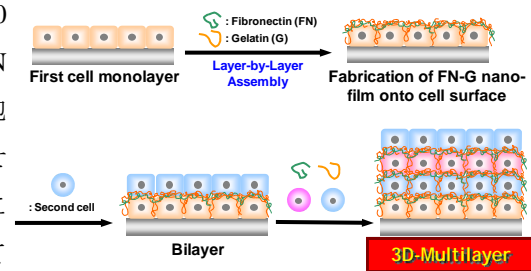 : Fibronectin (FN)
: Gelatin (G)
First cell monolayer
Layer-by-Layer
Assembly
Fabrication of FN-G nano-
film onto cell surface
: Second cell
Bilayer
3D-Multilayer